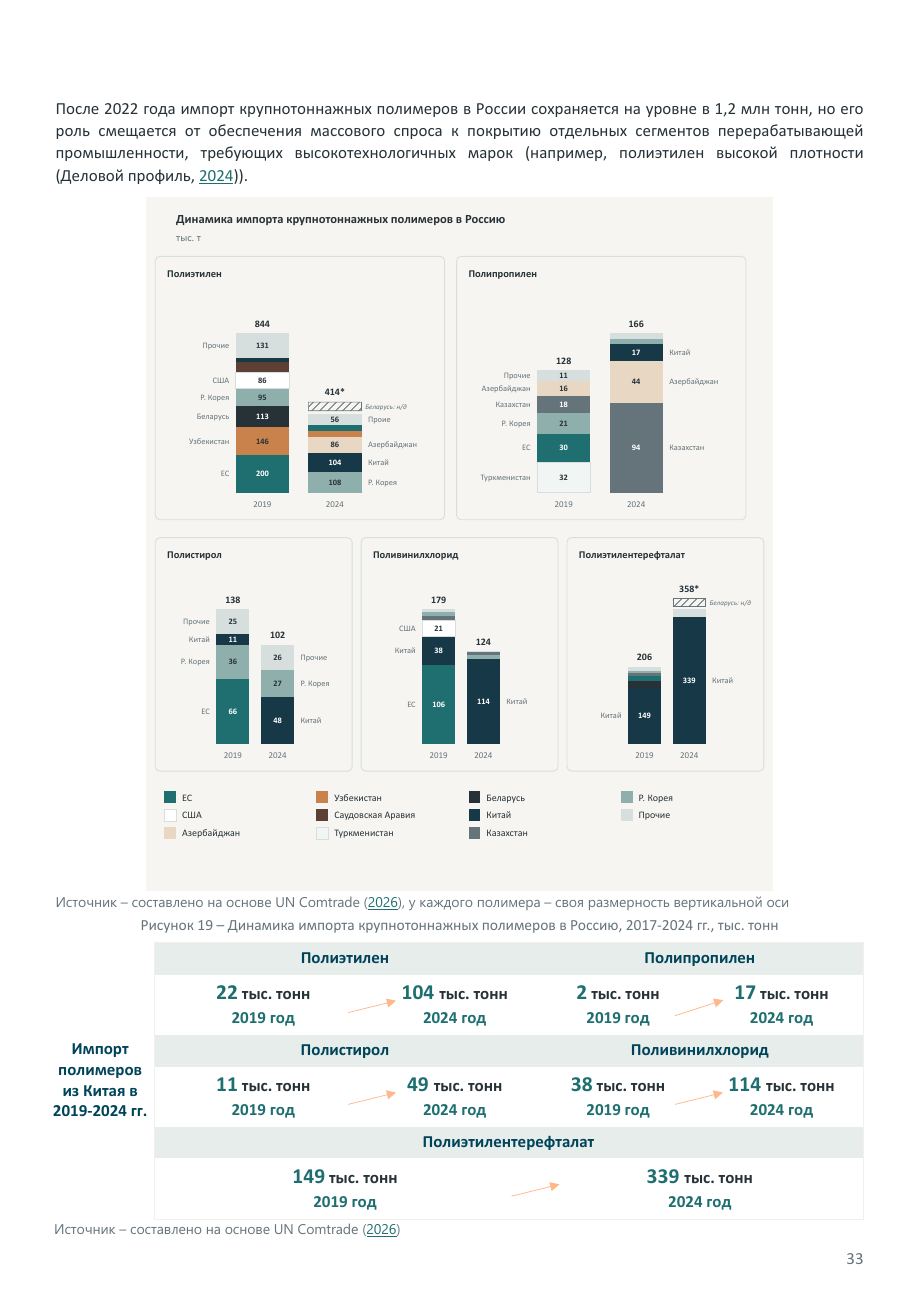 После 2022 года импорт крупнотоннажных полимеров в России сохраняется на уровне в 1,2 млн тонн, но его
роль смещается от обеспечения массового спроса к покрытию отдельных сегментов перерабатывающей
промышленности, требующих высокотехнологичных марок (например, полиэтилен высокой плотности
(Деловой профиль, 2024)).
Динамика импорта крупнотоннажных полимеров в Россию
тыс. т
Полиэтилен
844
Прочие 131
США 86
Р. Корея 95
Беларусь 113
Узбекистан 146
ЕС 200
2019
414*
Беларусь: н/д
56 Проие
86 Азербайджан
104 Китай
108 Р. Корея
2024
Полипропилен
128
Прочие 11
Азербайджан 16
Казахстан 18
Р. Корея 21
ЕС 30
Туркменистан 32
2019
166
17 Китай
44 Азербайджан
94 Казахстан
2024
Полистирол
138
Прочие 25
Китай 11
Р. Корея 36
ЕС 66
2019
102
26 Прочие
27 Р. Корея
48 Китай
2024
Поливинилхлорид
179
США 21
Китай 38
ЕС 106
2019
124
114 Китай
2024
Полиэтилентерефталат
206
Китай 149
2019
358*
Беларусь: н/д
339 Китай
2024
ЕС Узбекистан Беларусь Р. Корея
США Саудовская Аравия Китай Прочие
Азербайджан Туркменистан Казахстан
Источник – составлено на основе UN Comtrade (2026), у каждого полимера – своя размерность вертикальной оси
Рисунок 19 – Динамика импорта крупнотоннажных полимеров в Россию, 2017-2024 гг., тыс. тонн
Импорт
полимеров
из Китая в
2019-2024 гг.
Полиэтилен Полипропилен
22 тыс. тонн 104 тыс. тонн 2 тыс. тонн 17 тыс. тонн
2019 год 2024 год 2019 год 2024 год
Полистирол Поливинилхлорид
11 тыс. тонн 49 тыс. тонн 38 тыс. тонн 114 тыс. тонн
2019 год 2024 год 2019 год 2024 год
Полиэтилентерефталат
149 тыс. тонн 339 тыс. тонн
2019 год 2024 год
Источник – составлено на основе UN Comtrade (2026)
33